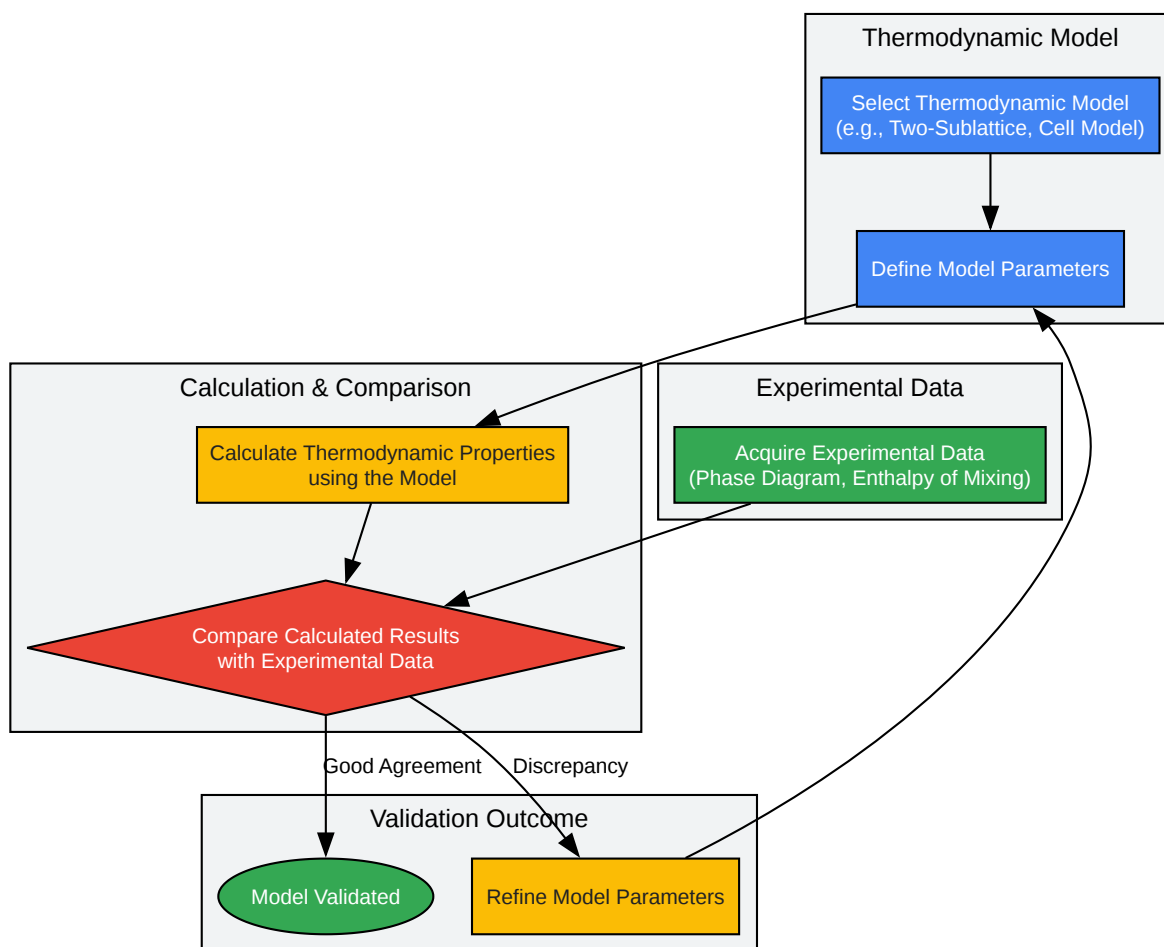 Thermodynamic Model
Select Thermodynamic Model
(e.g., Two-Sublattice, Cell Model)
Define Model Parameters
Calculation & Comparison
Experimental Data
Calculate Thermodynamic Properties
using the Model
Acquire Experimental Data
(Phase Diagram, Enthalpy of Mixing)
Compare Calculated Results
with Experimental Data
Good Agreement
Discrepancy
Validation Outcome
Model Validated
Refine Model Parameters